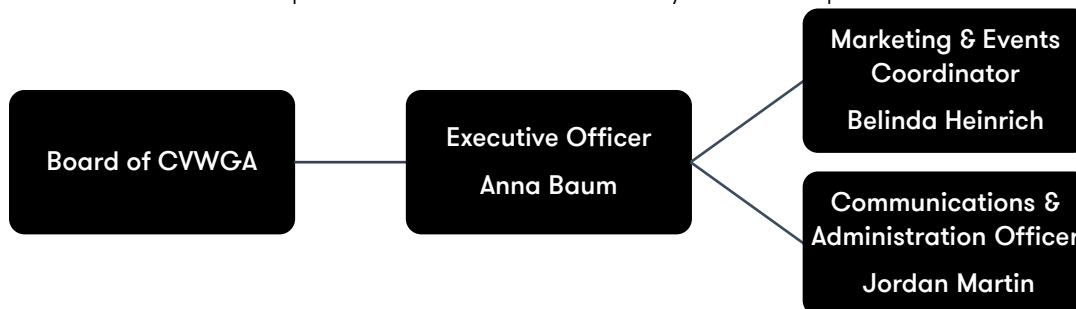 Marketing & Events
Coordinator
Belinda Heinrich
Board of CVWGA
Executive Officer
Anna Baum
Communications &
Administration Officer
Jordan Martin